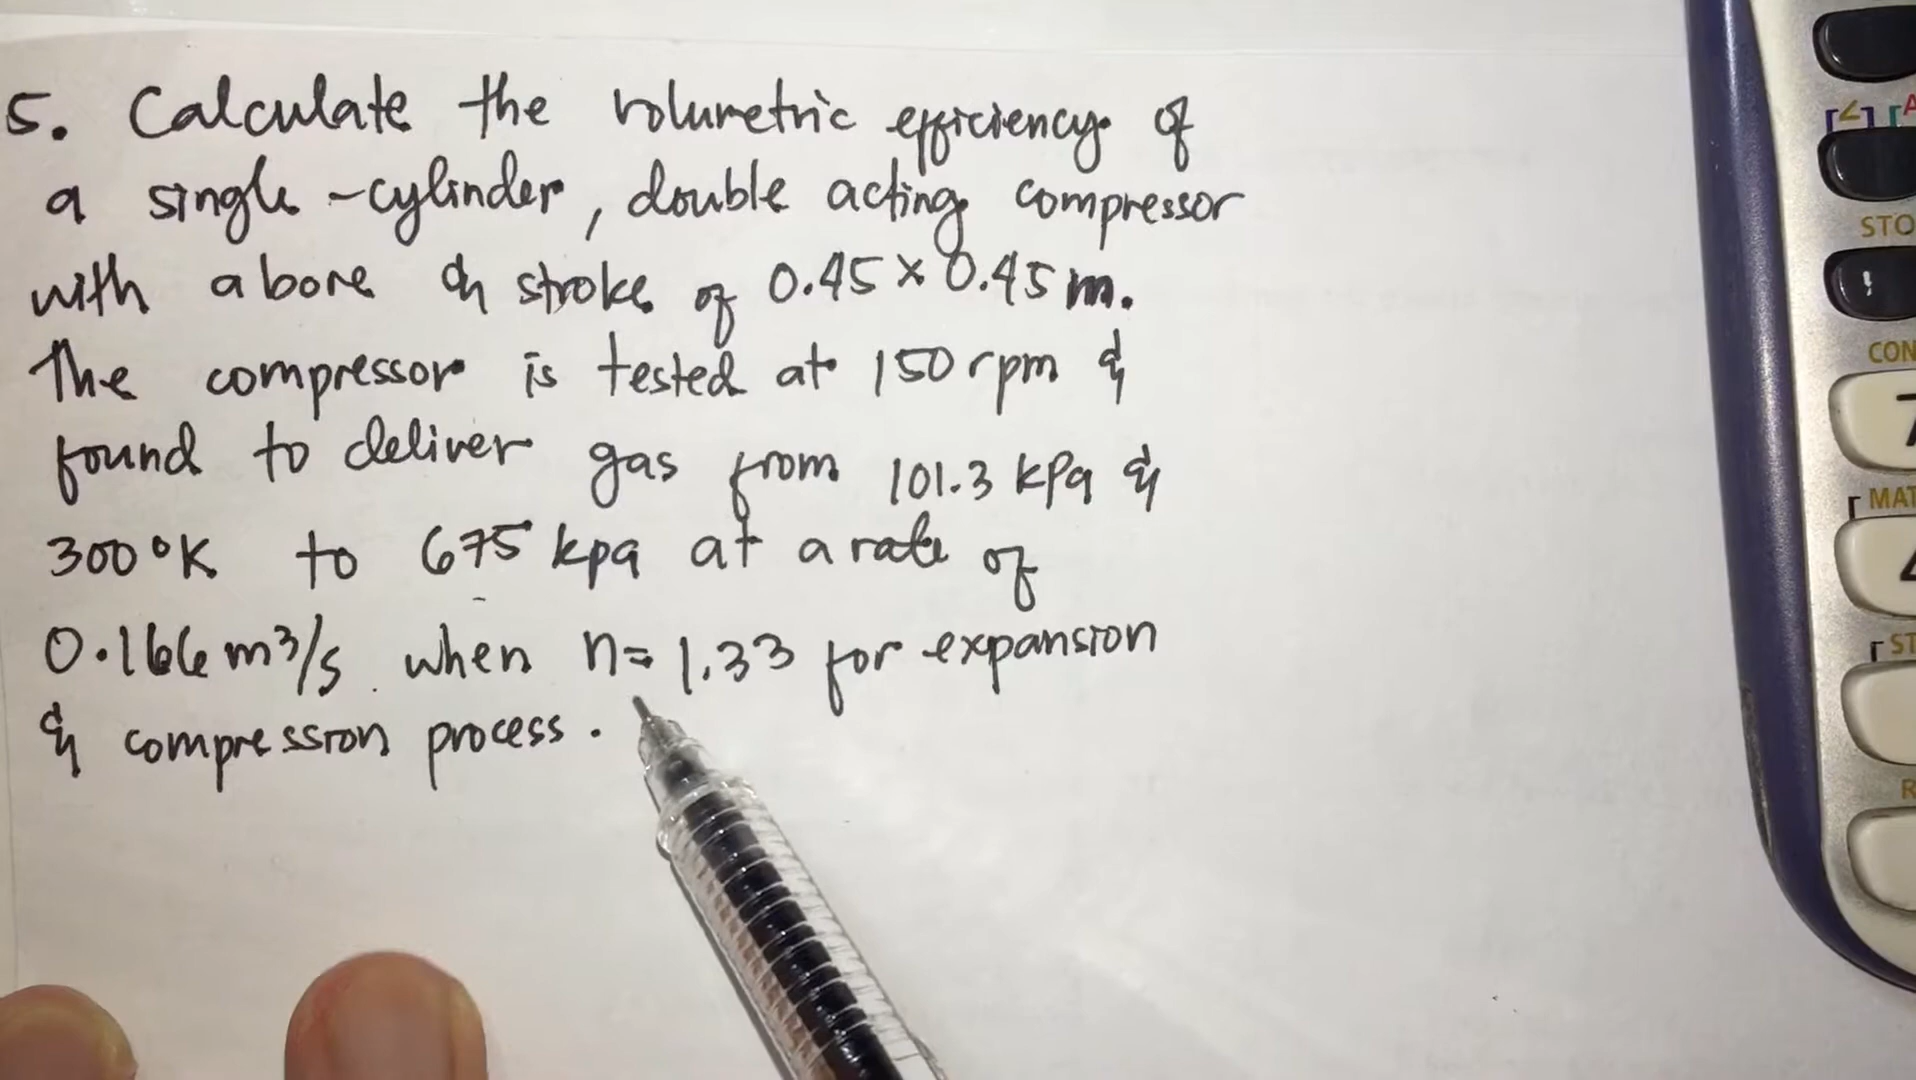 5. Calculate the volumetric efficiency of
a single-cylinder, double acting compressor
with a bore & stroke of 0.45 x 0.45 m.
The compressor is tested at 150 rpm &
found to deliver gas from 101.3 kPa &
300°K to 675 kpa at a rate of
0.166 m³/s when n = 1.33 for expansion
& compression process.
STO
CON
7
MAT
ST
R